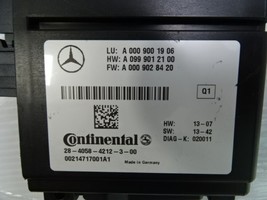 LU: A 000 900 19 06
HW: A 099 901 21 00
FW: A 000 902 84 20
01
Continental
28-4058-4212-3-00
00214717001A1
Made in Germany
HW: 13-07
SW: 13-42
DIAG-K: 020011